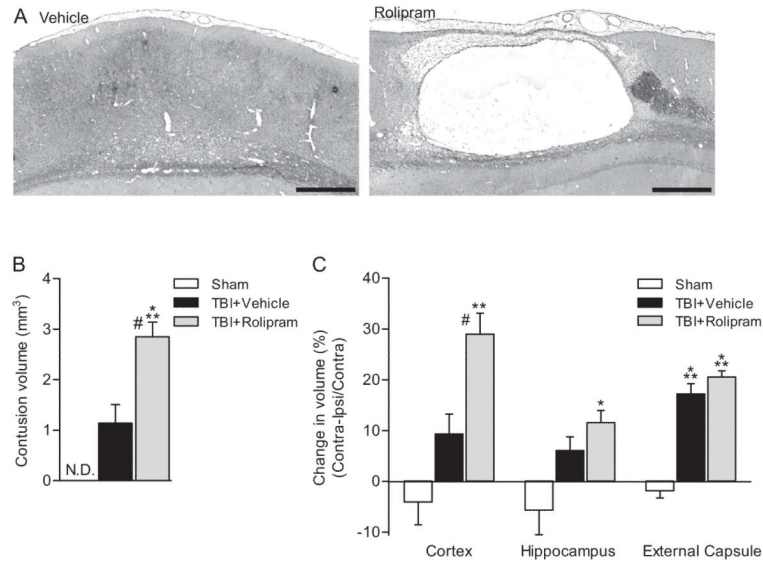 A
Vehicle
Rolipram
B
Contusion volume (mm³)
4
3
2
1
0
N.D.
#
*
**
Sham
TBI+Vehicle
TBI+Rolipram
C
Change in volume (%)
(Contra-Ipsi/Contra)
40
30
20
10
0
-10
#
**
*
*
**
*
**
Sham
TBI+Vehicle
TBI+Rolipram
Cortex
Hippocampus
External Capsule